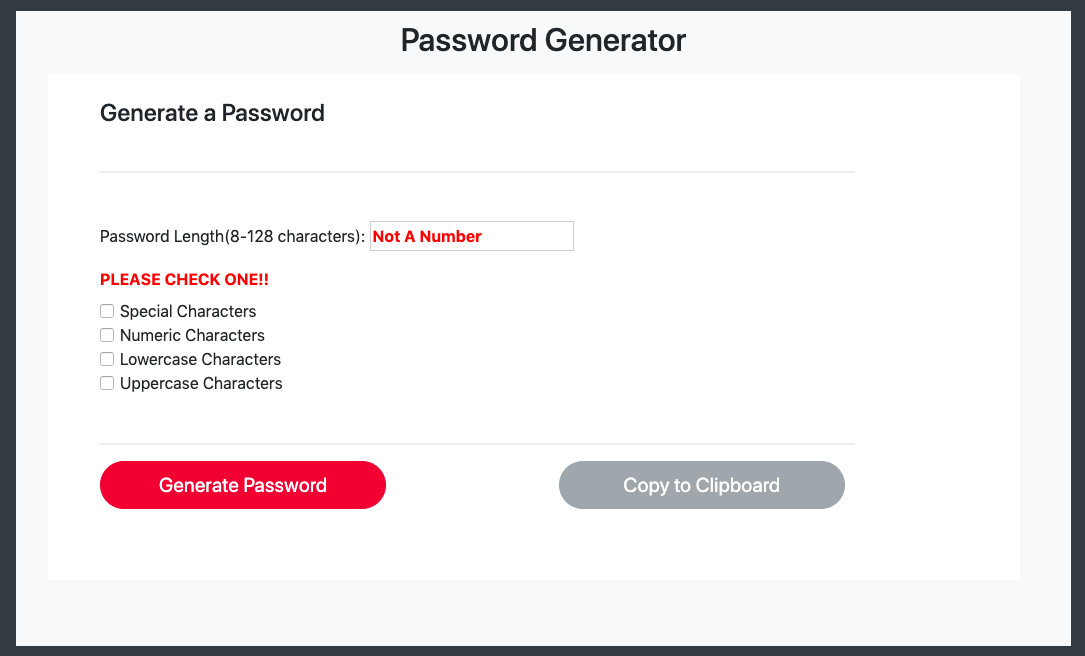 Password Generator
Generate a Password
Password Length(8-128 characters): Not A Number
PLEASE CHECK ONE!!
Special Characters
Numeric Characters
Lowercase Characters
Uppercase Characters
Generate Password Copy to Clipboard